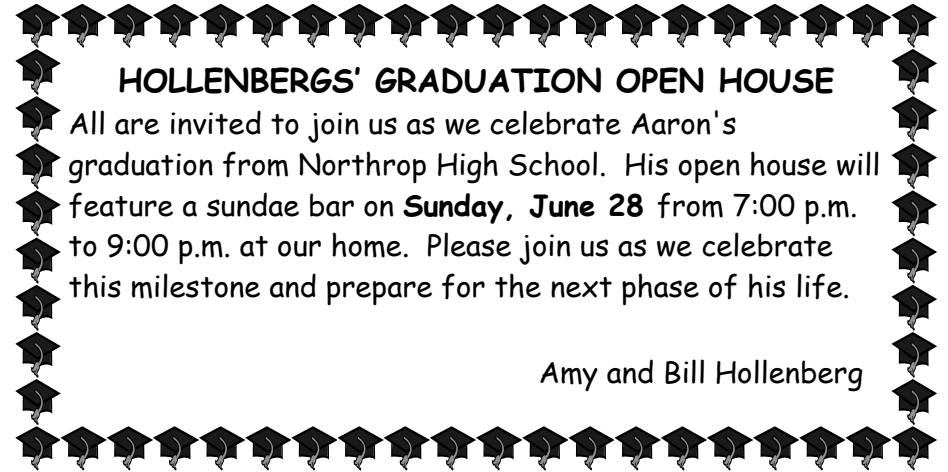 HOLLENBERGS’ GRADUATION OPEN HOUSE
All are invited to join us as we celebrate Aaron's
graduation from Northrop High School.  His open house will
feature a sundae bar on Sunday, June 28 from 7:00 p.m.
to 9:00 p.m. at our home.  Please join us as we celebrate
this milestone and prepare for the next phase of his life.
Amy and Bill Hollenberg